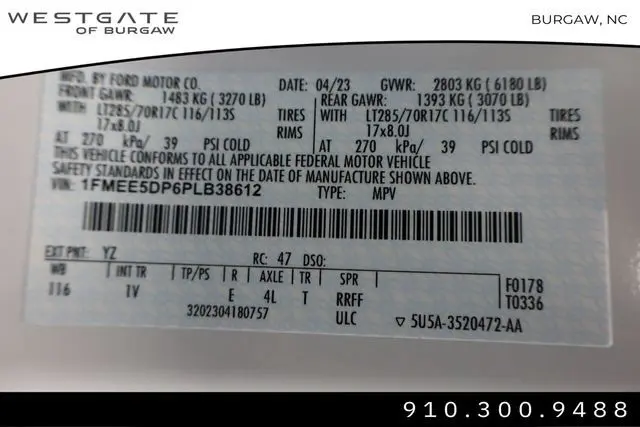 WESTGATE
OF BURGAW
BURGAW, NC
MFD. BY FORD MOTOR CO.
DATE: 04/23 GVWR: 2803 KG ( 6180 LB)
FRONT GAWR: 1483 KG ( 3270 LB)
REAR GAWR: 1393 KG ( 3070 LB)
WITH LT285/70R17C 116/113S TIRES
WITH LT285/70R17C 116/113S TIRES
17x8.0J RIMS
17x8.0J RIMS
AT 270 kPa/ 39 PSI COLD
AT 270 kPa/ 39 PSI COLD
THIS VEHICLE CONFORMS TO ALL APPLICABLE FEDERAL MOTOR VEHICLE
SAFETY STANDARDS IN EFFECT ON THE DATE OF MANUFACTURE SHOWN ABOVE.
VIN: 1FMEE5DP6PLB38612 TYPE: MPV
EXT PNT: YZ RC: 47 DSO:
WB INT TR TP/PS R AXLE TR SPR
116 IV E 4L T RRFF
F0178
T0336
3202304180757 ULC ▽ 5U5A-3520472-AA
910.300.9488